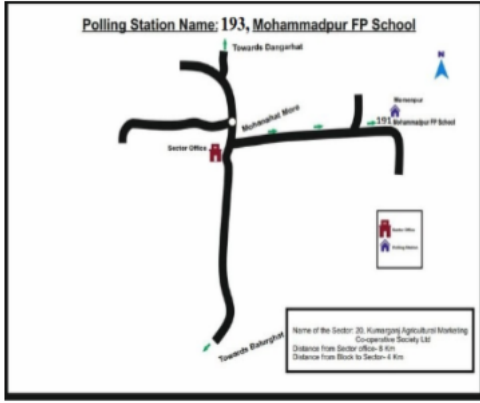 Polling Station Name: 193, Mohammadpur FP School
Towards Dangarhat
N
Mohanahat More
191 Mohammadpur FP School
Sector Office
Sector Office
Polling Station
Name of the Sector: 20, Kumarganj Agricultural Marketing
Co-operative Society Ltd
Distance from Sector office- 8 Km
Distance from Block to Sector- 4 Km
Towards Balurghat